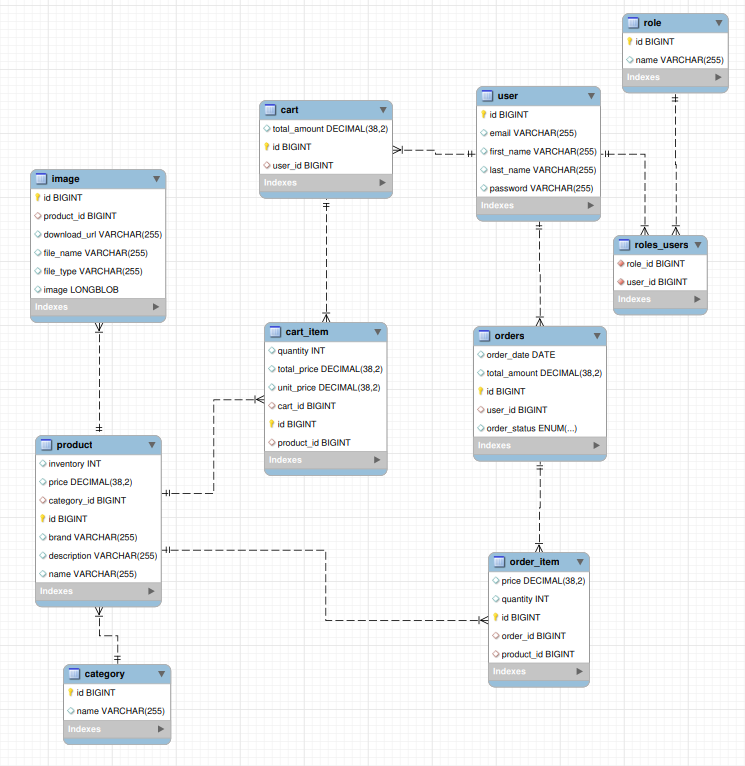 role
id BIGINT
name VARCHAR(255)
Indexes
user
id BIGINT
email VARCHAR(255)
first_name VARCHAR(255)
last_name VARCHAR(255)
password VARCHAR(255)
Indexes
cart
total_amount DECIMAL(38,2)
id BIGINT
user_id BIGINT
Indexes
image
id BIGINT
product_id BIGINT
download_url VARCHAR(255)
file_name VARCHAR(255)
file_type VARCHAR(255)
image LONGBLOB
Indexes
roles_users
role_id BIGINT
user_id BIGINT
Indexes
cart_item
quantity INT
total_price DECIMAL(38,2)
unit_price DECIMAL(38,2)
cart_id BIGINT
id BIGINT
product_id BIGINT
Indexes
orders
order_date DATE
total_amount DECIMAL(38,2)
id BIGINT
user_id BIGINT
order_status ENUM(...)
Indexes
product
inventory INT
price DECIMAL(38,2)
category_id BIGINT
id BIGINT
brand VARCHAR(255)
description VARCHAR(255)
name VARCHAR(255)
Indexes
order_item
price DECIMAL(38,2)
quantity INT
id BIGINT
order_id BIGINT
product_id BIGINT
Indexes
category
id BIGINT
name VARCHAR(255)
Indexes